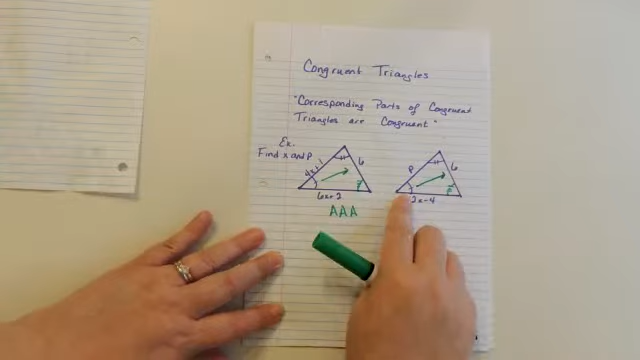 Congruent Triangles
"Corresponding Parts of Congruent
Triangles are Congruent"
Ex.
Find x and P
6
P
6
6x+2
2x-4
AAA